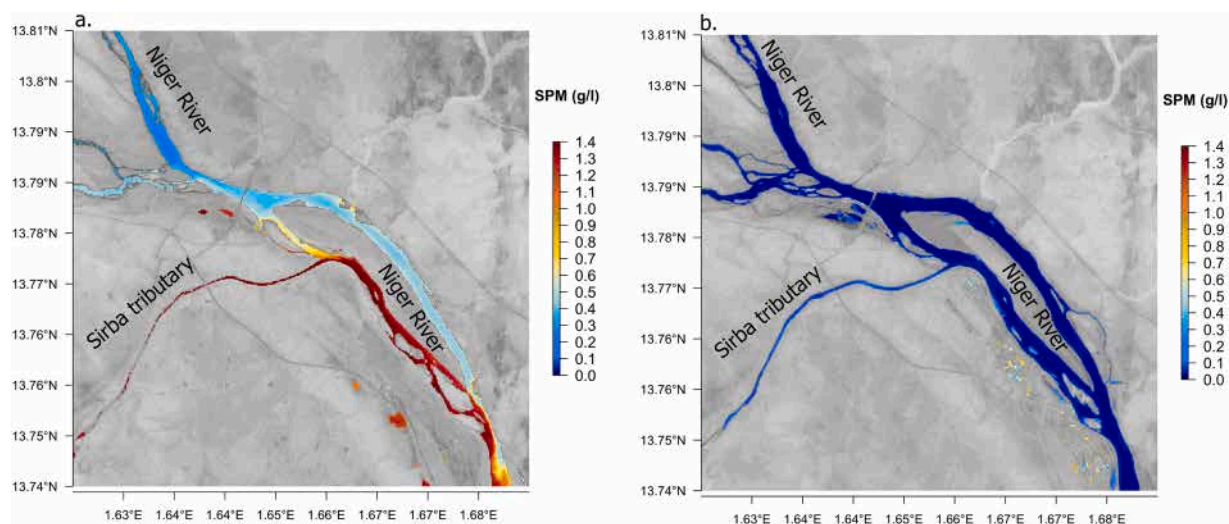 a.
13.81°N
13.8°N
13.79°N
13.79°N
13.78°N
13.77°N
13.76°N
13.76°N
13.75°N
13.74°N
Niger River
Niger River
Sirba tributary
1.63°E 1.64°E 1.64°E 1.65°E 1.66°E 1.67°E 1.67°E 1.68°E
SPM (g/l)
1.4
1.3
1.2
1.1
1.0
0.9
0.8
0.7
0.6
0.5
0.4
0.3
0.2
0.1
0.0
b.
13.81°N
13.8°N
13.79°N
13.79°N
13.78°N
13.77°N
13.76°N
13.76°N
13.75°N
13.74°N
Niger River
Niger River
Sirba tributary
1.63°E 1.64°E 1.64°E 1.65°E 1.66°E 1.67°E 1.67°E 1.68°E
SPM (g/l)
1.4
1.3
1.2
1.1
1.0
0.9
0.8
0.7
0.6
0.5
0.4
0.3
0.2
0.1
0.0